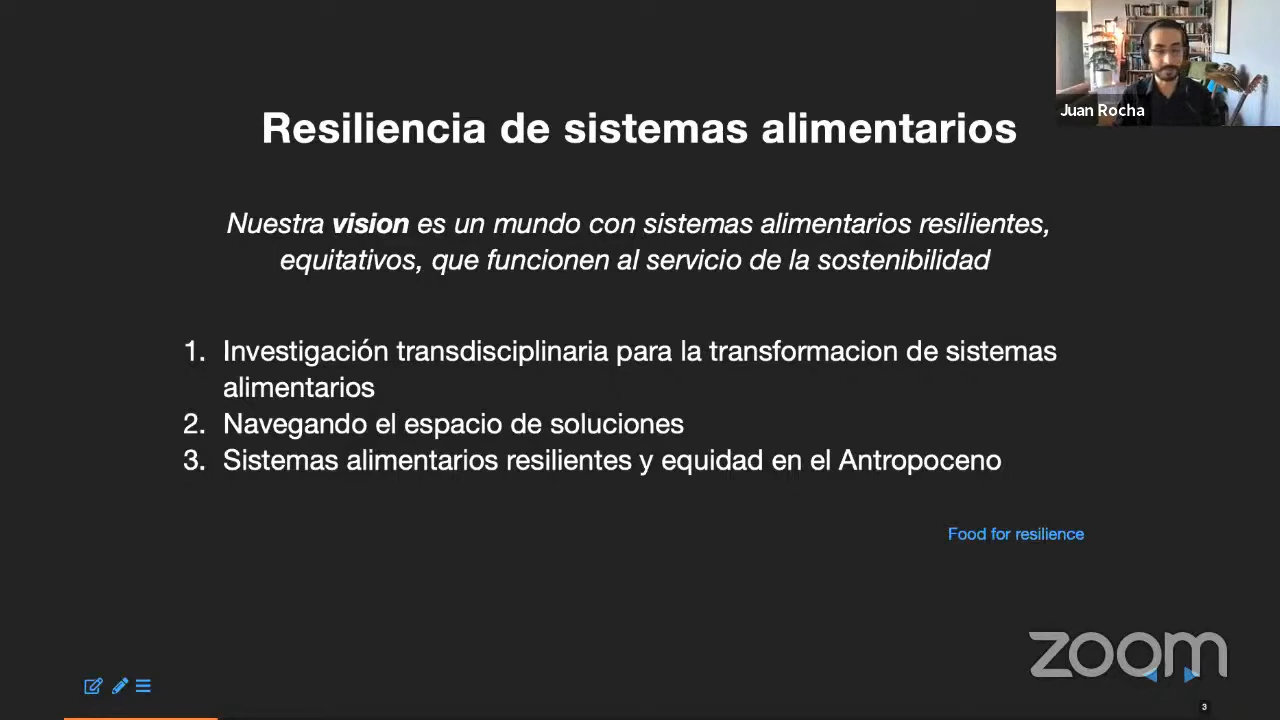 Juan Rocha
Resiliencia de sistemas alimentarios
Nuestra vision es un mundo con sistemas alimentarios resilientes,
equitativos, que funcionen al servicio de la sostenibilidad
1. Investigación transdisciplinaria para la transformacion de sistemas
alimentarios
2. Navegando el espacio de soluciones
3. Sistemas alimentarios resilientes y equidad en el Antropoceno
Food for resilience
zoom
3